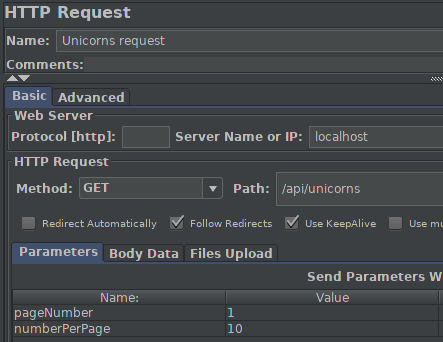 HTTP Request
Name: Unicorns request
Comments:
Basic Advanced
Web Server
Protocol [http]: Server Name or IP: localhost
HTTP Request
Method: GET Path: /api/unicorns
Redirect Automatically Follow Redirects Use KeepAlive Use mu
Parameters Body Data Files Upload
Send Parameters W
Name: Value
pageNumber 1
numberPerPage 10